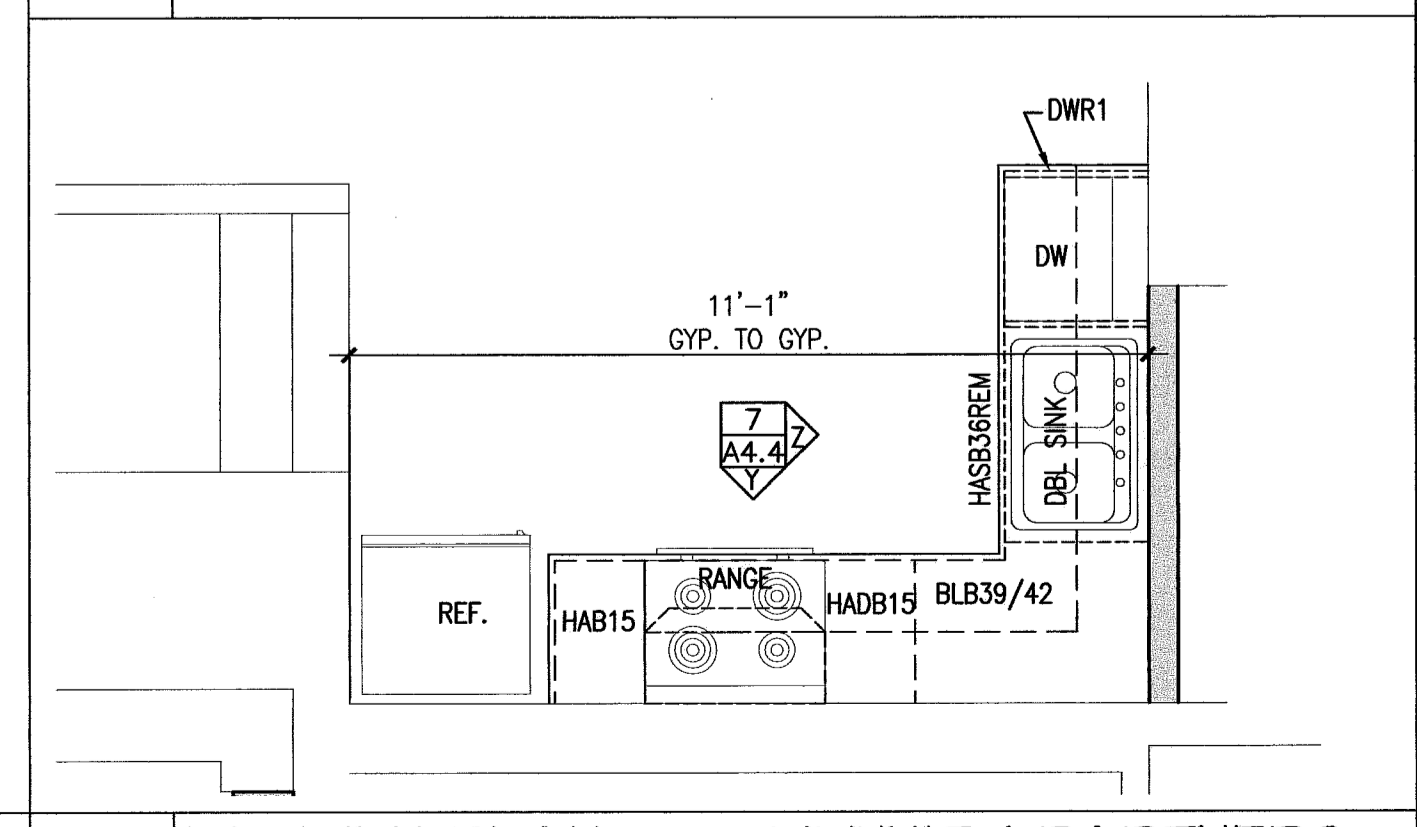 DWR1
DW
11'-1"
GYP. TO GYP.
7
A4.4
Z
Y
HASB36REM
DBL SINK
REF.
HAB15
RANGE
HADB15
BLB39/42